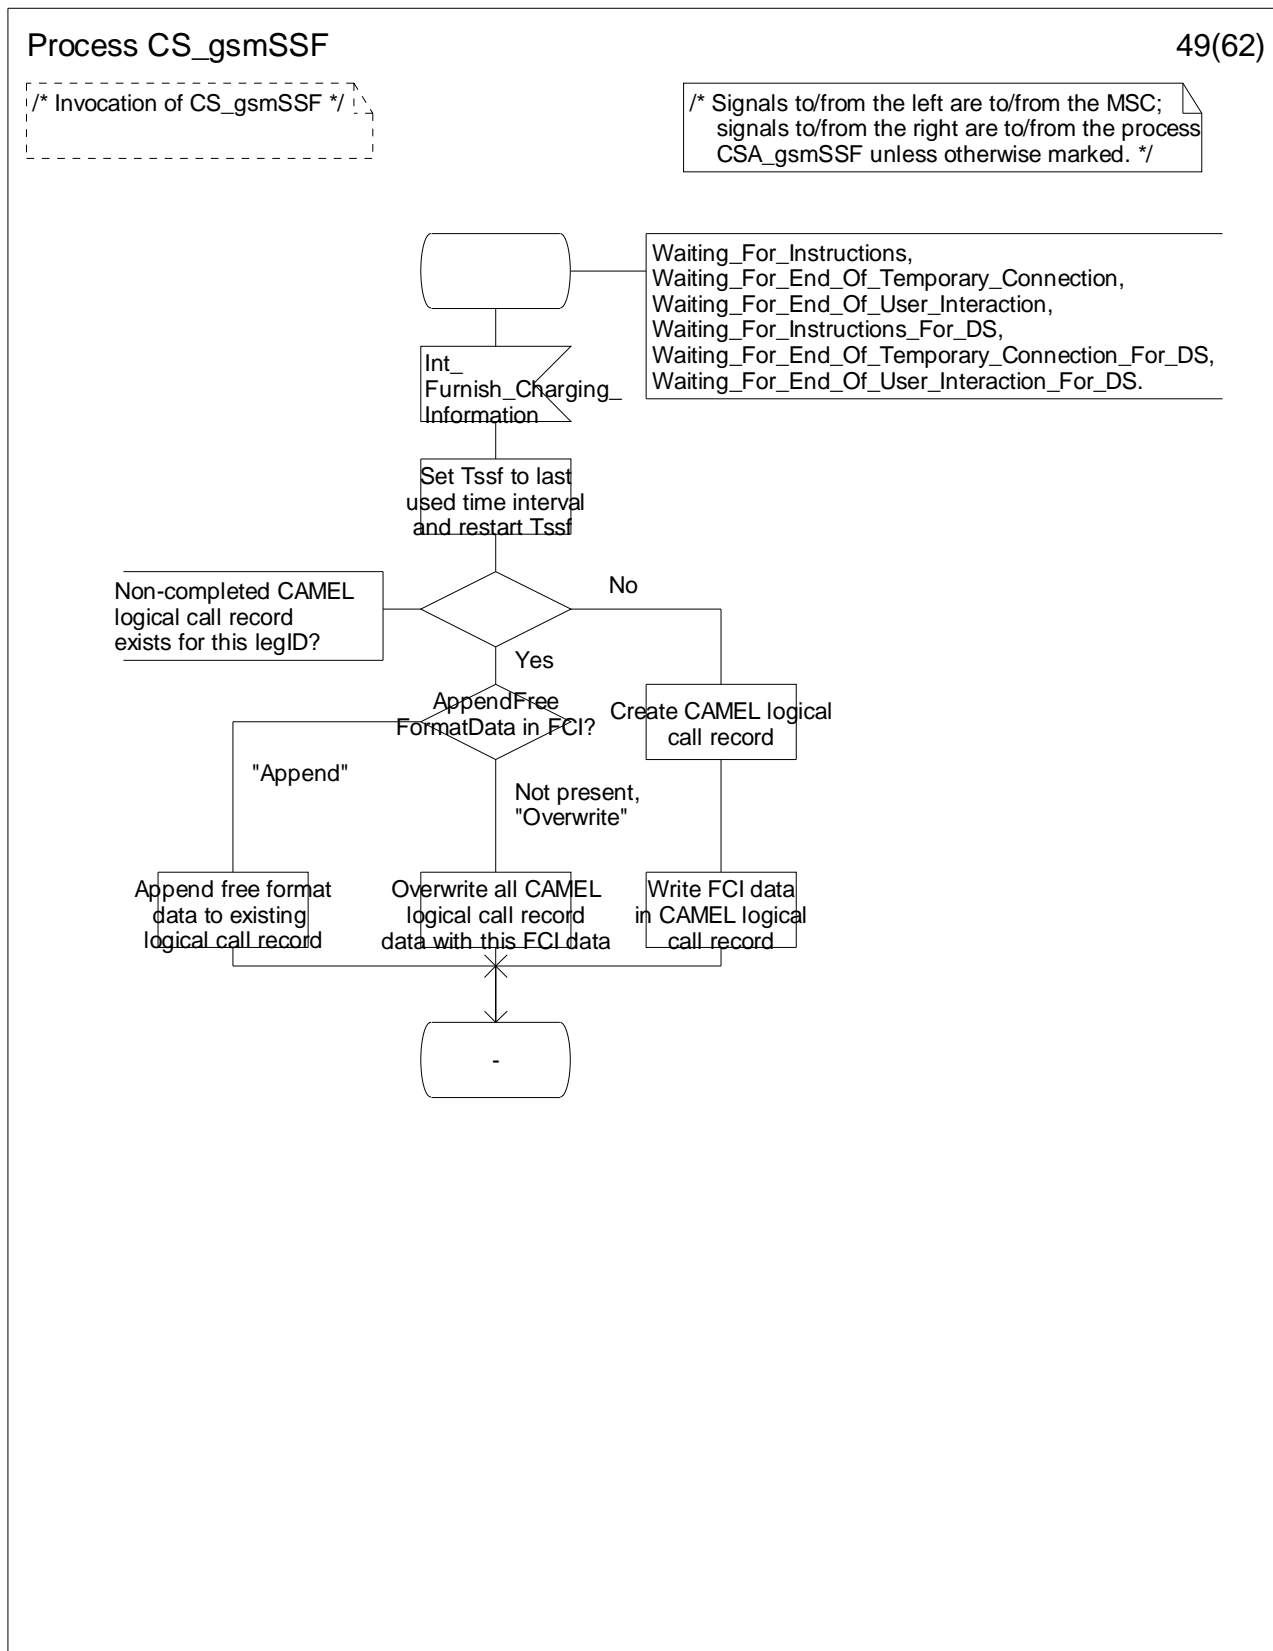 Process CS_gsmSSF
49(62)
/* Invocation of CS_gsmSSF */
/* Signals to/from the left are to/from the MSC;
signals to/from the right are to/from the process
CSA_gsmSSF unless otherwise marked. */
Waiting_For_Instructions,
Waiting_For_End_Of_Temporary_Connection,
Waiting_For_End_Of_User_Interaction,
Waiting_For_Instructions_For_DS,
Waiting_For_End_Of_Temporary_Connection_For_DS,
Waiting_For_End_Of_User_Interaction_For_DS.
Int_
Furnish_Charging_
Information
Set Tssf to last
used time interval
and restart Tssf
Non-completed CAMEL
logical call record
exists for this legID?
No
Yes
AppendFree
FormatData in FCI?
Create CAMEL logical
call record
"Append"
Not present,
"Overwrite"
Append free format
data to existing
logical call record
Overwrite all CAMEL
logical call record
data with this FCI data
Write FCI data
in CAMEL logical
call record
-